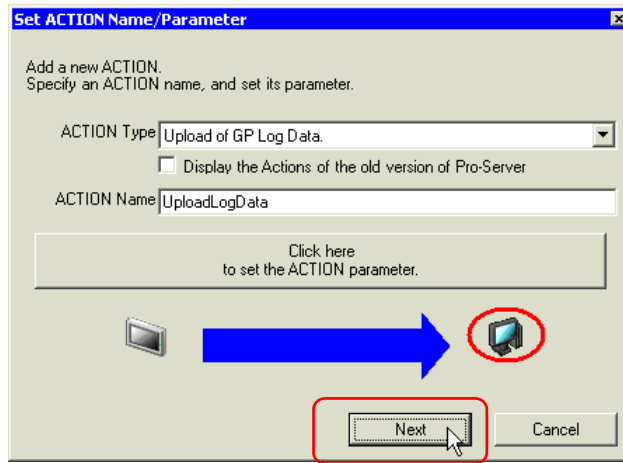 Set ACTION Name/Parameter
Add a new ACTION.
Specify an ACTION name, and set its parameter.
ACTION Type Upload of GP Log Data.
Display the Actions of the old version of Pro-Server
ACTION Name UploadLogData
Click here
to set the ACTION parameter.
Next Cancel